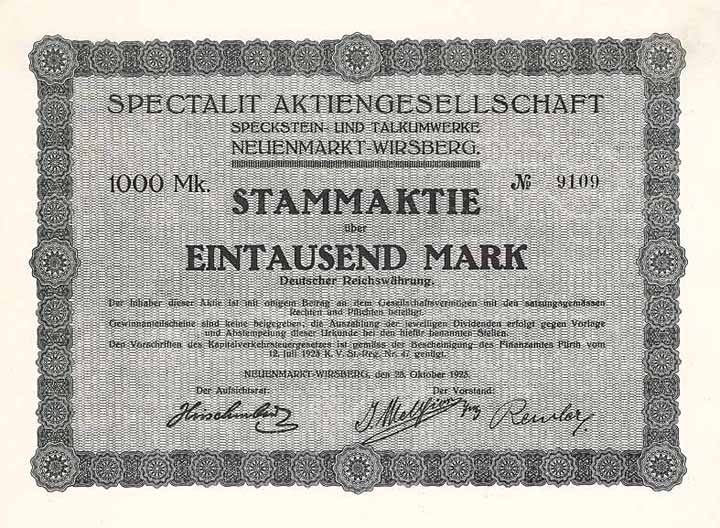 SPECTALIT AKTIENGESELLSCHAFT
SPECKSTEIN- UND TALKUMWERKE
NEUENMARKT-WIRSBERG.
1000 Mk. STAMMAKTIE № 9109
über
EINTAUSEND MARK
Deutscher Reichswährung.
Der Inhaber dieser Aktie ist mit obigem Betrag an dem Gesellschaftsvermögen mit den satzungsgemässen
Rechten und Pflichten beteiligt.
Gewinnanteilscheine sind keine beigegeben; die Auszahlung der jeweiligen Dividenden erfolgt gegen Vorlage
und Abstempelung dieser Urkunde bei den hiefür benannten Stellen.
Den Vorschriften des Kapitalverkehrsteuergesetzes ist gemäss der Bescheinigung des Finanzamtes Fürth vom
12. Juli 1923 K. V. St.-Reg. Nr. 47 genügt.
NEUENMARKT-WIRSBERG, den 25. Oktober 1923.
Der Aufsichtsrat: Der Vorstand: